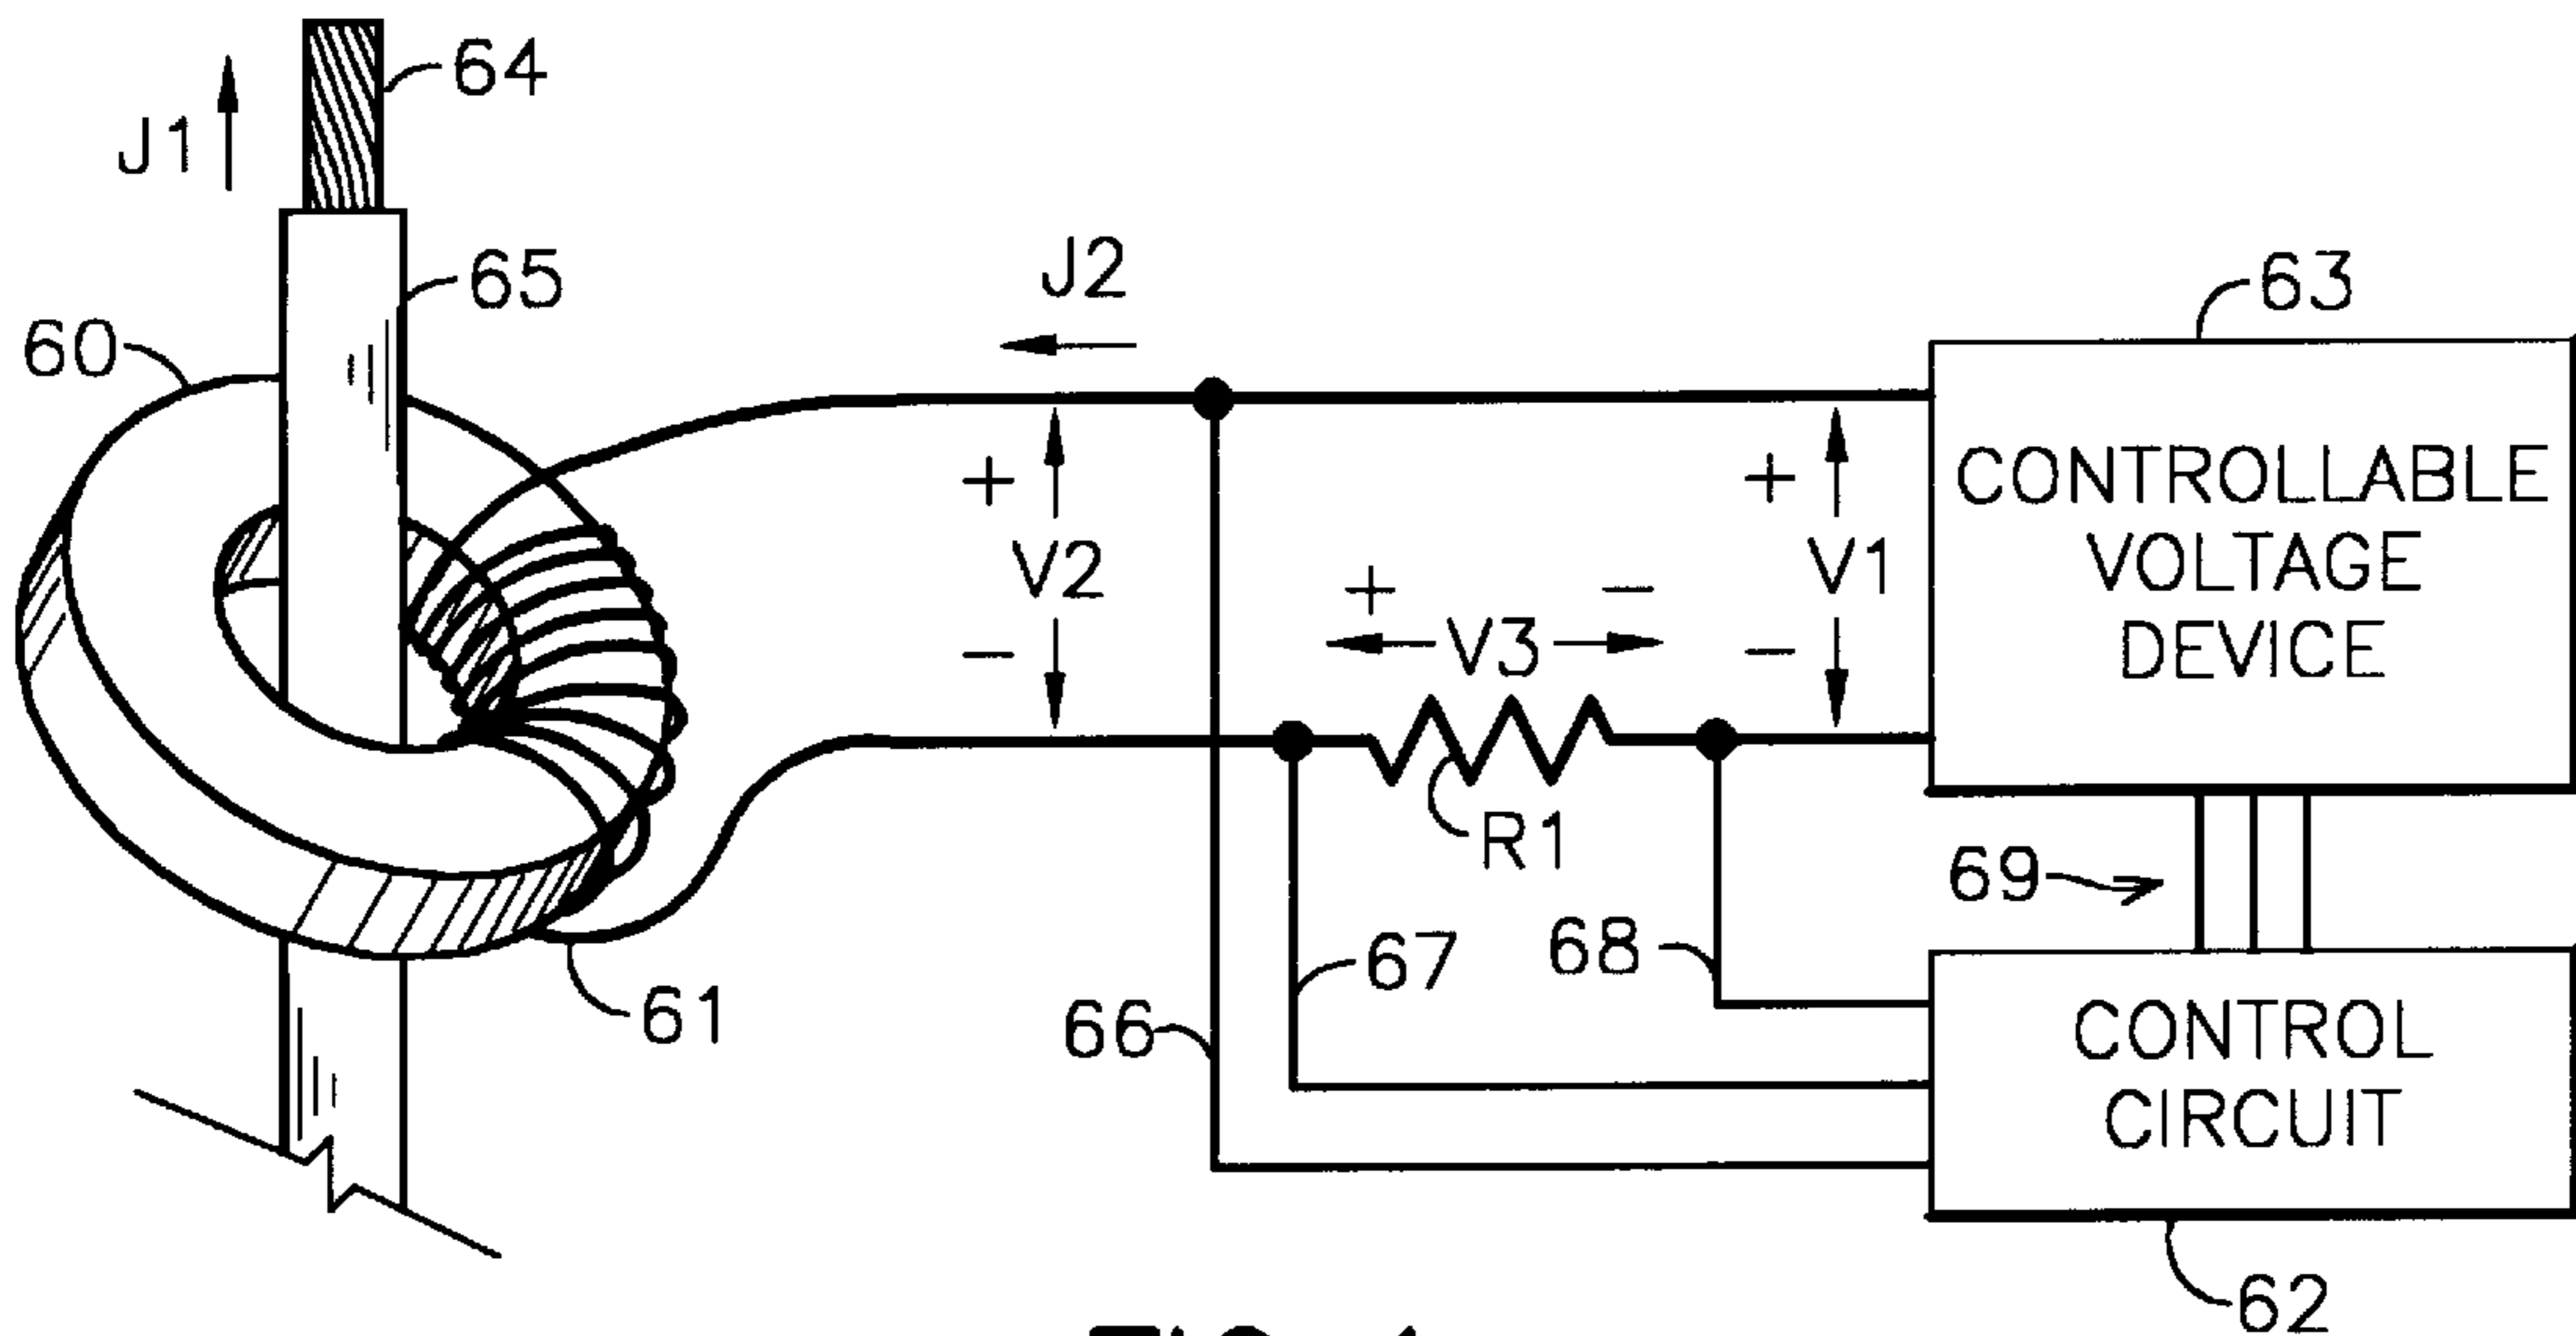 64
J1
65
J2
63
60
+ +
CONTROLLABLE
V2 + − V1
VOLTAGE
− V3 −
DEVICE
R1
69
67 68
61 66
CONTROL
CIRCUIT
62